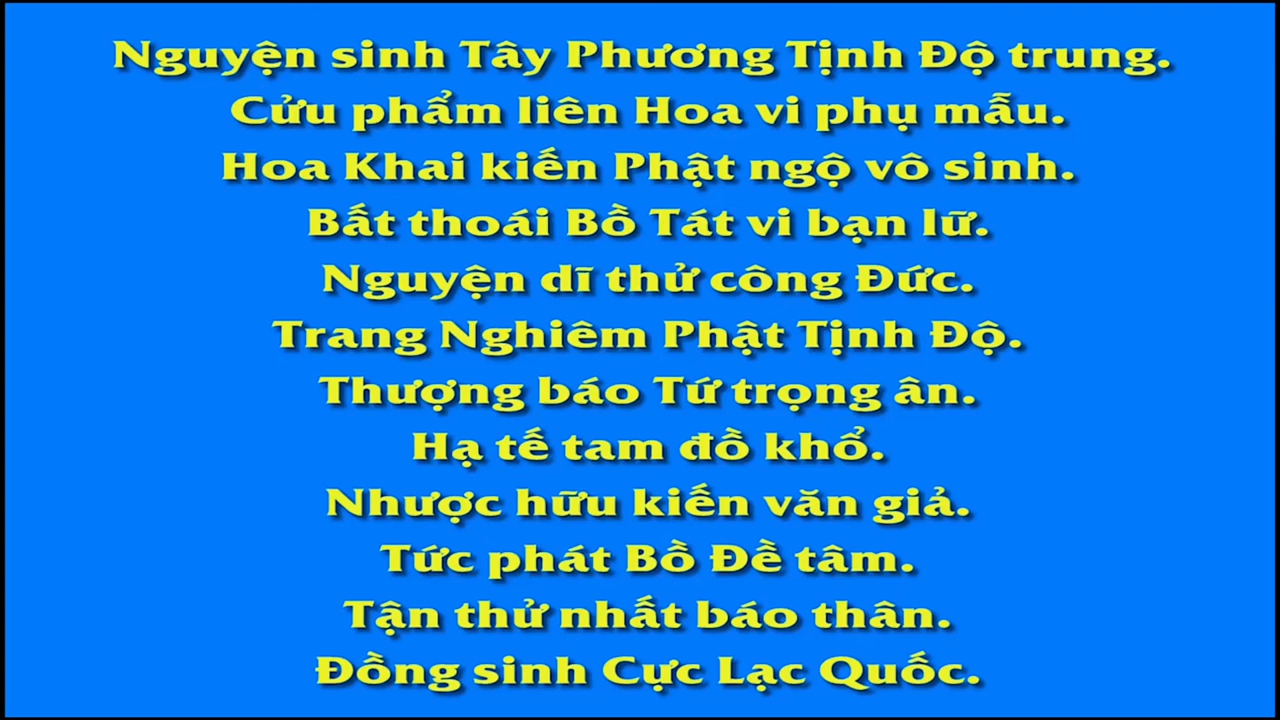 Nguyện sinh Tây Phương Tịnh Độ trung.
Cửu phẩm liên Hoa vi phụ mẫu.
Hoa Khai kiến Phật ngộ vô sinh.
Bất thoái Bồ Tát vi bạn lữ.
Nguyện dĩ thử công Đức.
Trang Nghiêm Phật Tịnh Độ.
Thượng báo Tứ trọng ân.
Hạ tế tam đồ khổ.
Nhược hữu kiến văn giả.
Tức phát Bồ Đề tâm.
Tận thử nhất báo thân.
Đồng sinh Cực Lạc Quốc.